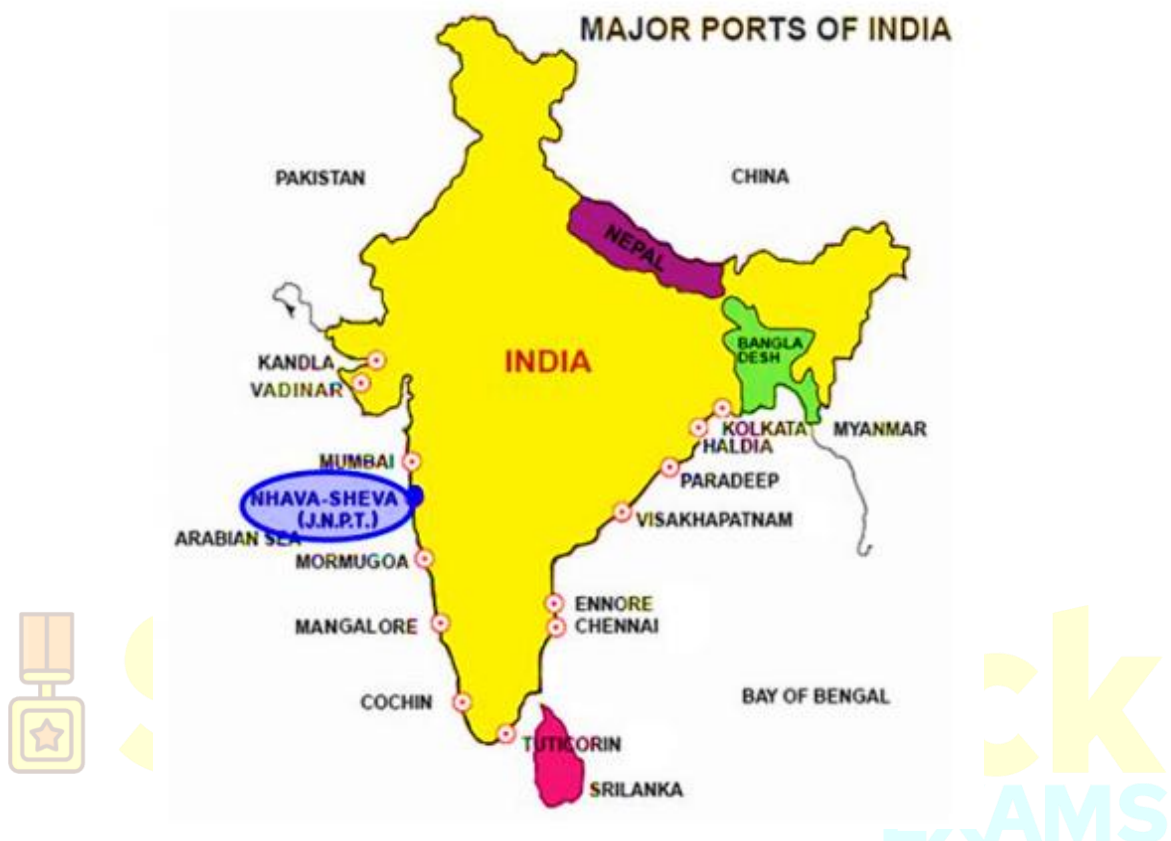 MAJOR PORTS OF INDIA
PAKISTAN
CHINA
NEPAL
INDIA
BANGLA
DESH
KANDLA
VADINAR
KOLKATA
MYANMAR
HALDIA
MUMBAI
PARADEEP
NHAVA-SHEVA
(J.N.P.T.)
VISAKHAPATNAM
ARABIAN SEA
MORMUGOA
ENNORE
MANGALORE
CHENNAI
COCHIN
BAY OF BENGAL
TUTICORIN
SRILANKA